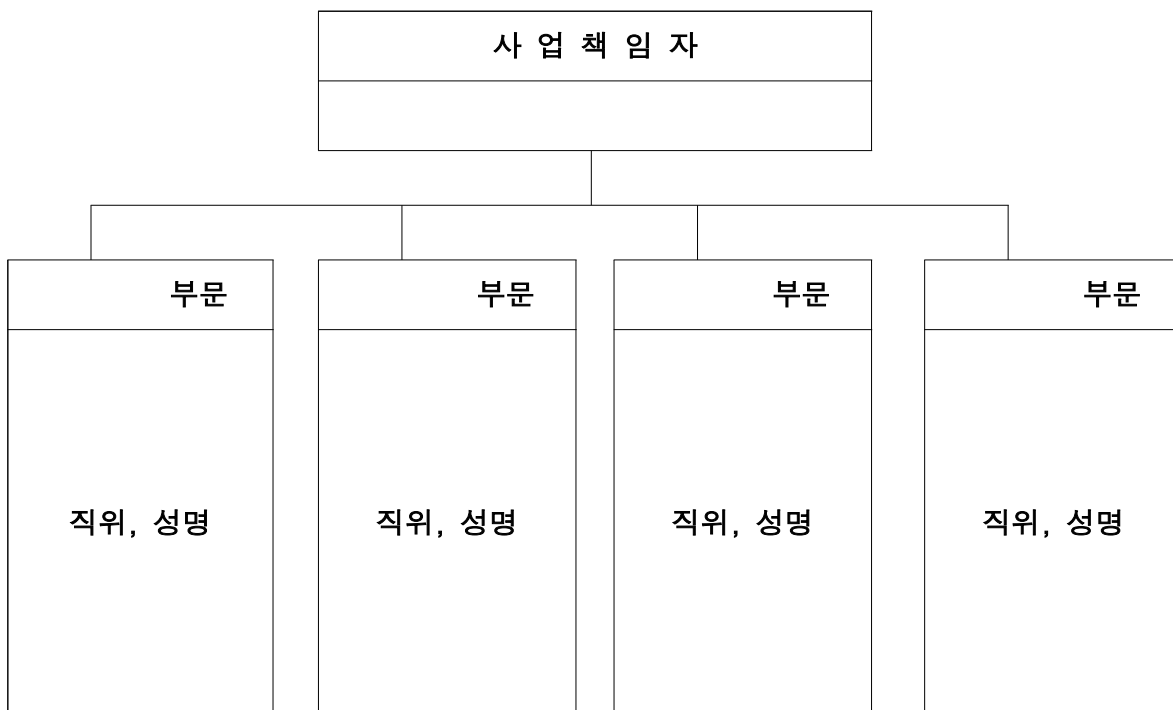 사 업 책 임 자
부문 부문 부문 부문
직위, 성명 직위, 성명 직위, 성명 직위, 성명